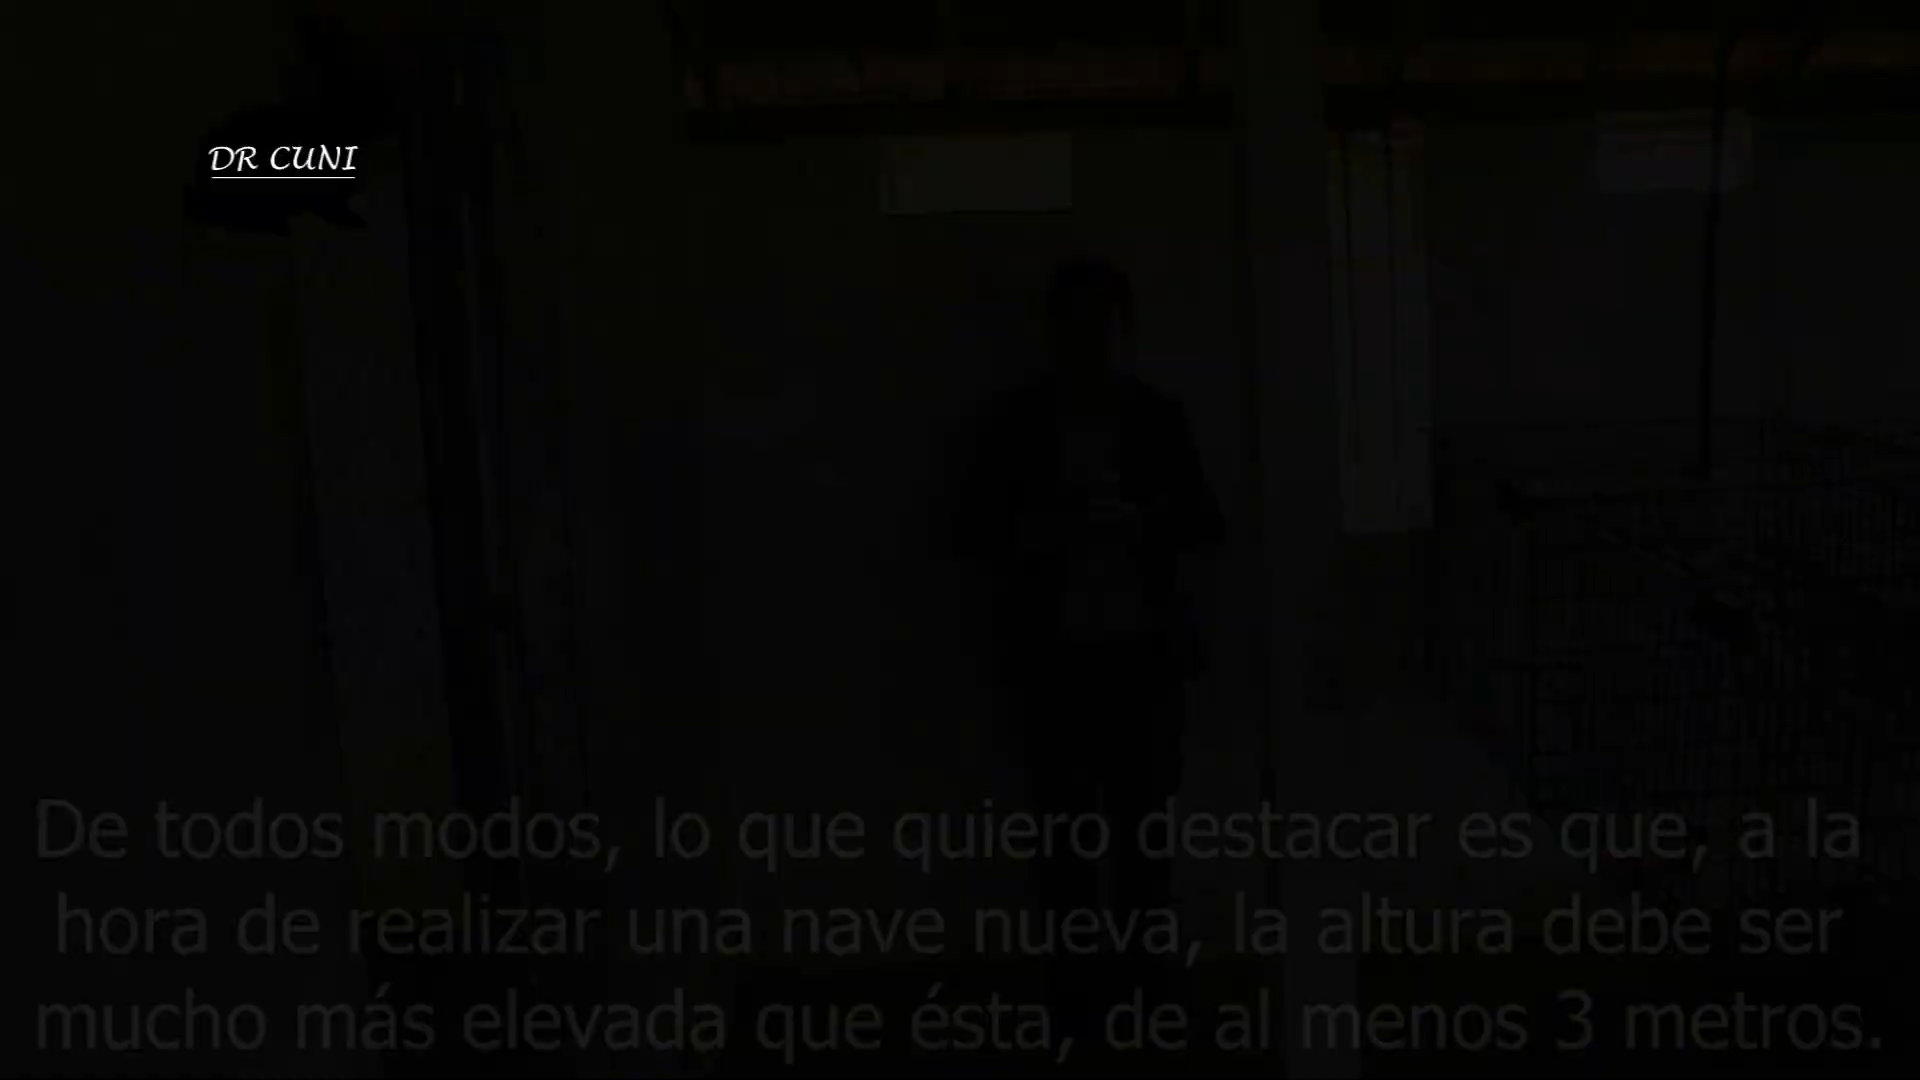 DR CUNI
De todos modos, lo que quiero destacar es que, a la
hora de realizar una nave nueva, la altura debe ser
mucho más elevada que ésta, de al menos 3 metros.